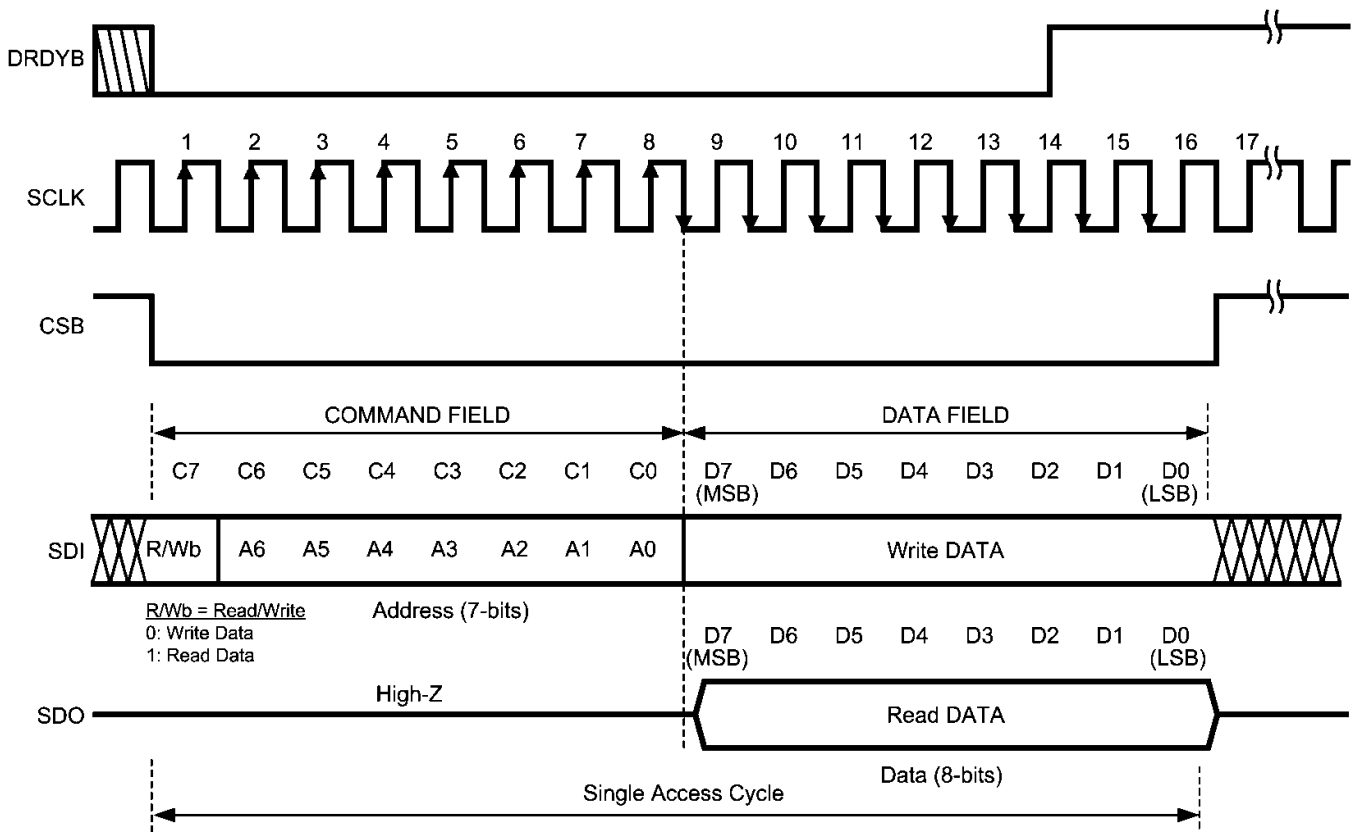 DRDYB
1 2 3 4 5 6 7 8 9 10 11 12 13 14 15 16 17
SCLK
CSB
COMMAND FIELD DATA FIELD
C7 C6 C5 C4 C3 C2 C1 C0 D7 D6 D5 D4 D3 D2 D1 D0
(MSB) (LSB)
SDI R/Wb A6 A5 A4 A3 A2 A1 A0 Write DATA
R/Wb = Read/Write Address (7-bits)
0: Write Data
1: Read Data
D7 D6 D5 D4 D3 D2 D1 D0
(MSB) (LSB)
High-Z
SDO Read DATA
Data (8-bits)
Single Access Cycle